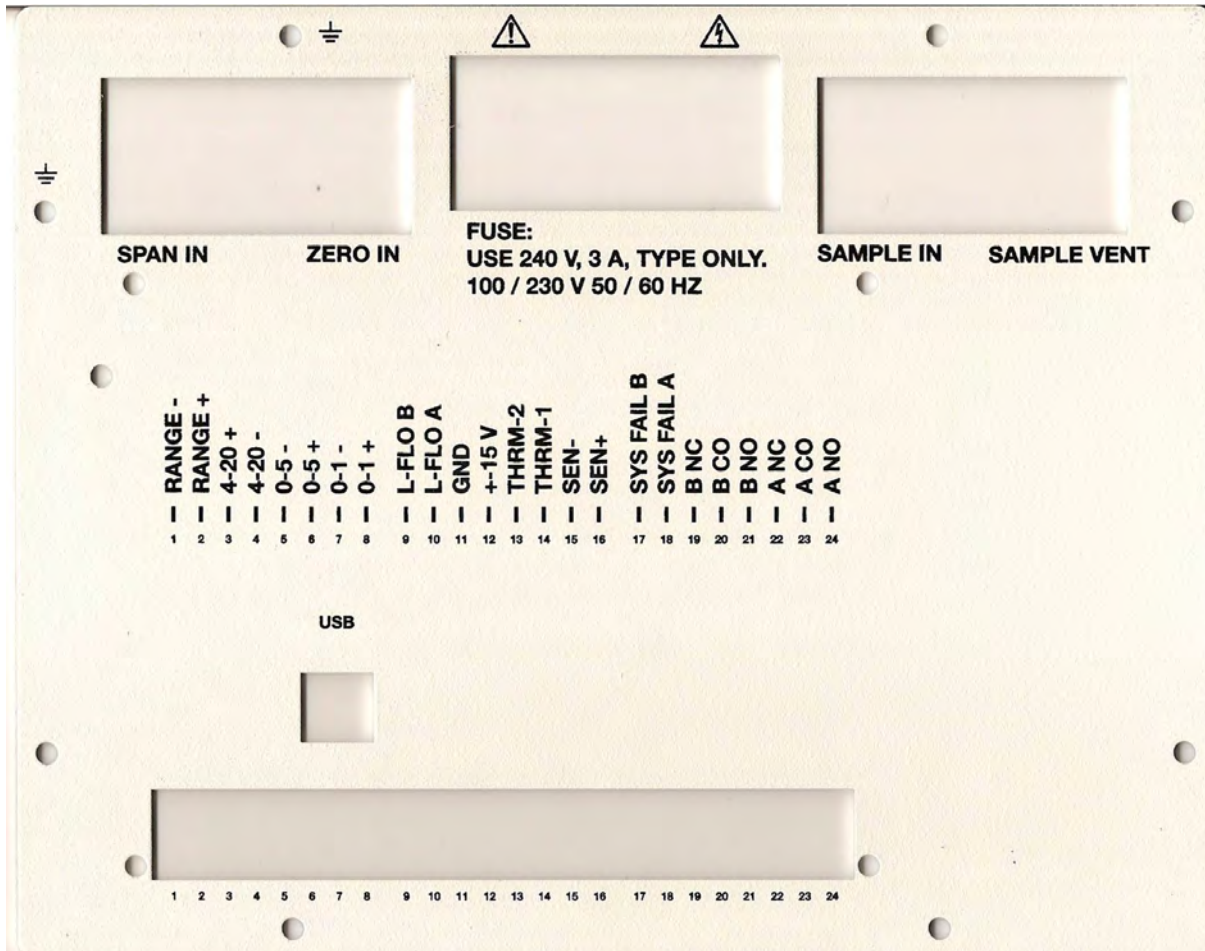 SPAN IN
ZERO IN
FUSE:
USE 240 V, 3 A, TYPE ONLY.
100 / 230 V 50 / 60 HZ
SAMPLE IN
SAMPLE VENT
RANGE -
RANGE +
4-20 +
4-20 -
0-5 -
0-5 +
0-1 -
0-1 +
L-FLO B
L-FLO A
GND
+-15 V
THRM-2
THRM-1
SEN-
SEN+
SYS FAIL B
SYS FAIL A
B NC
B CO
B NO
A NC
A CO
A NO
1 2 3 4 5 6 7 8 9 10 11 12 13 14 15 16 17 18 19 20 21 22 23 24
USB
1 2 3 4 5 6 7 8 9 10 11 12 13 14 15 16 17 18 19 20 21 22 23 24